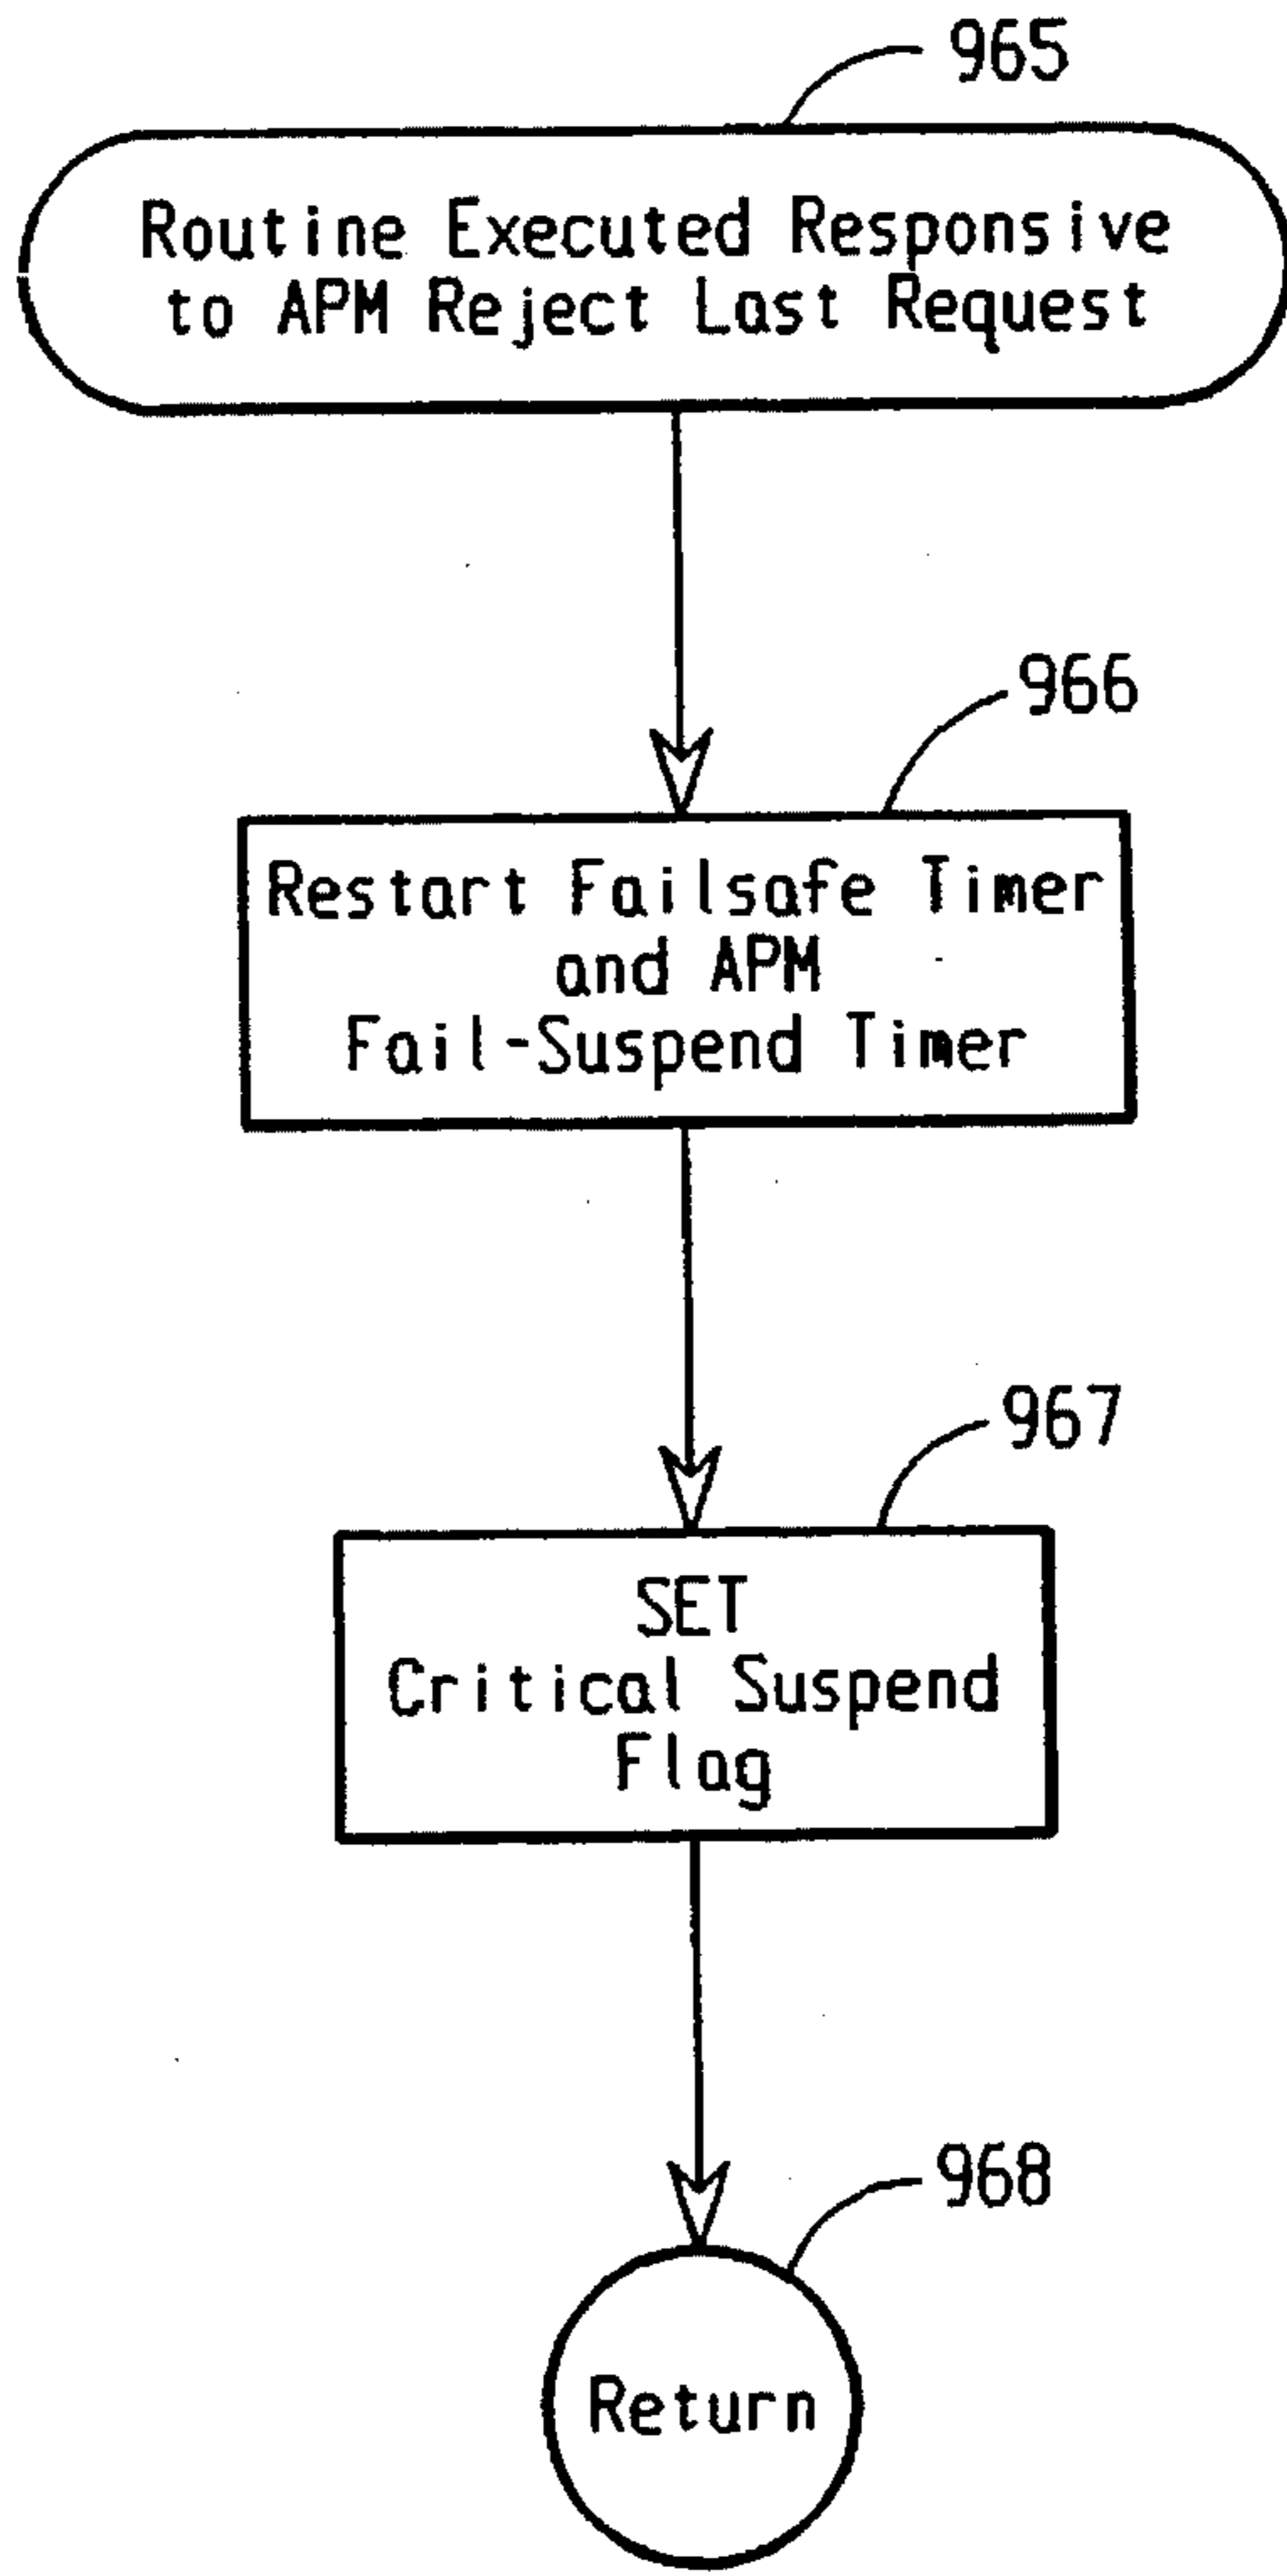 965
Routine Executed Responsive
to APM Reject Last Request
966
Restart Failsafe Timer
and APM
Fail-Suspend Timer
967
SET
Critical Suspend
Flag
968
Return